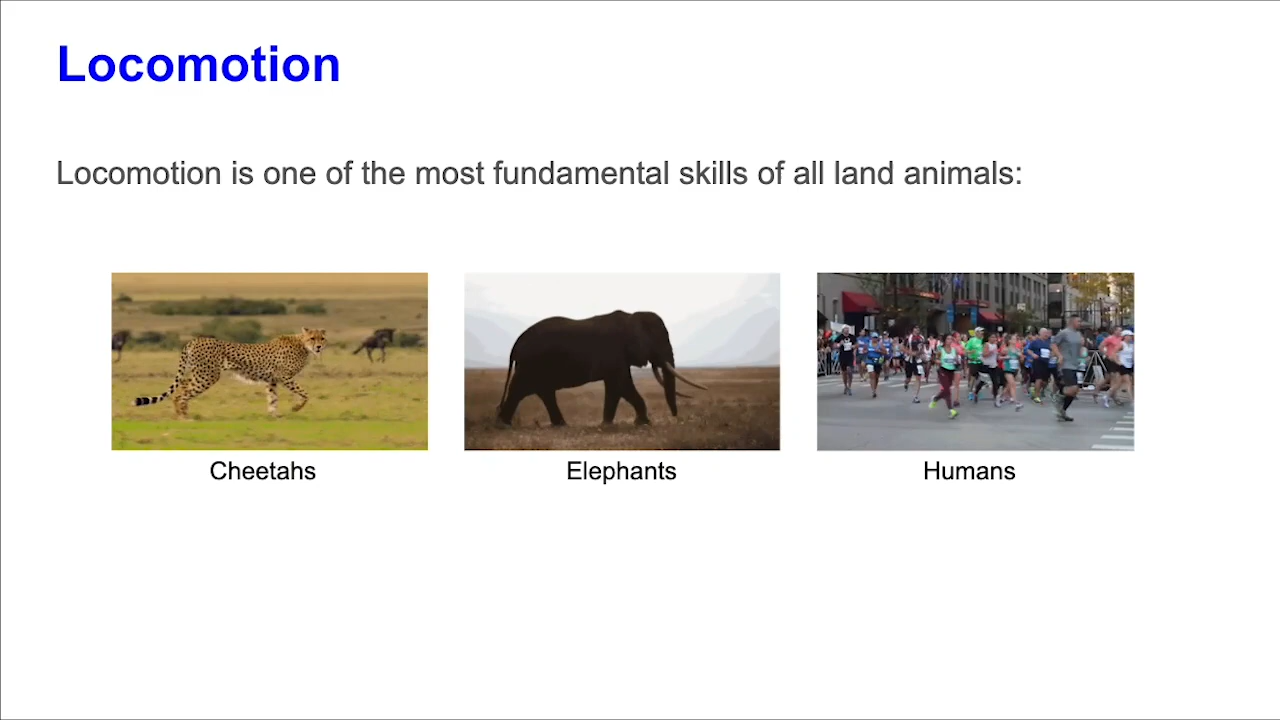 Locomotion
Locomotion is one of the most fundamental skills of all land animals:
Cheetahs
Elephants
Humans